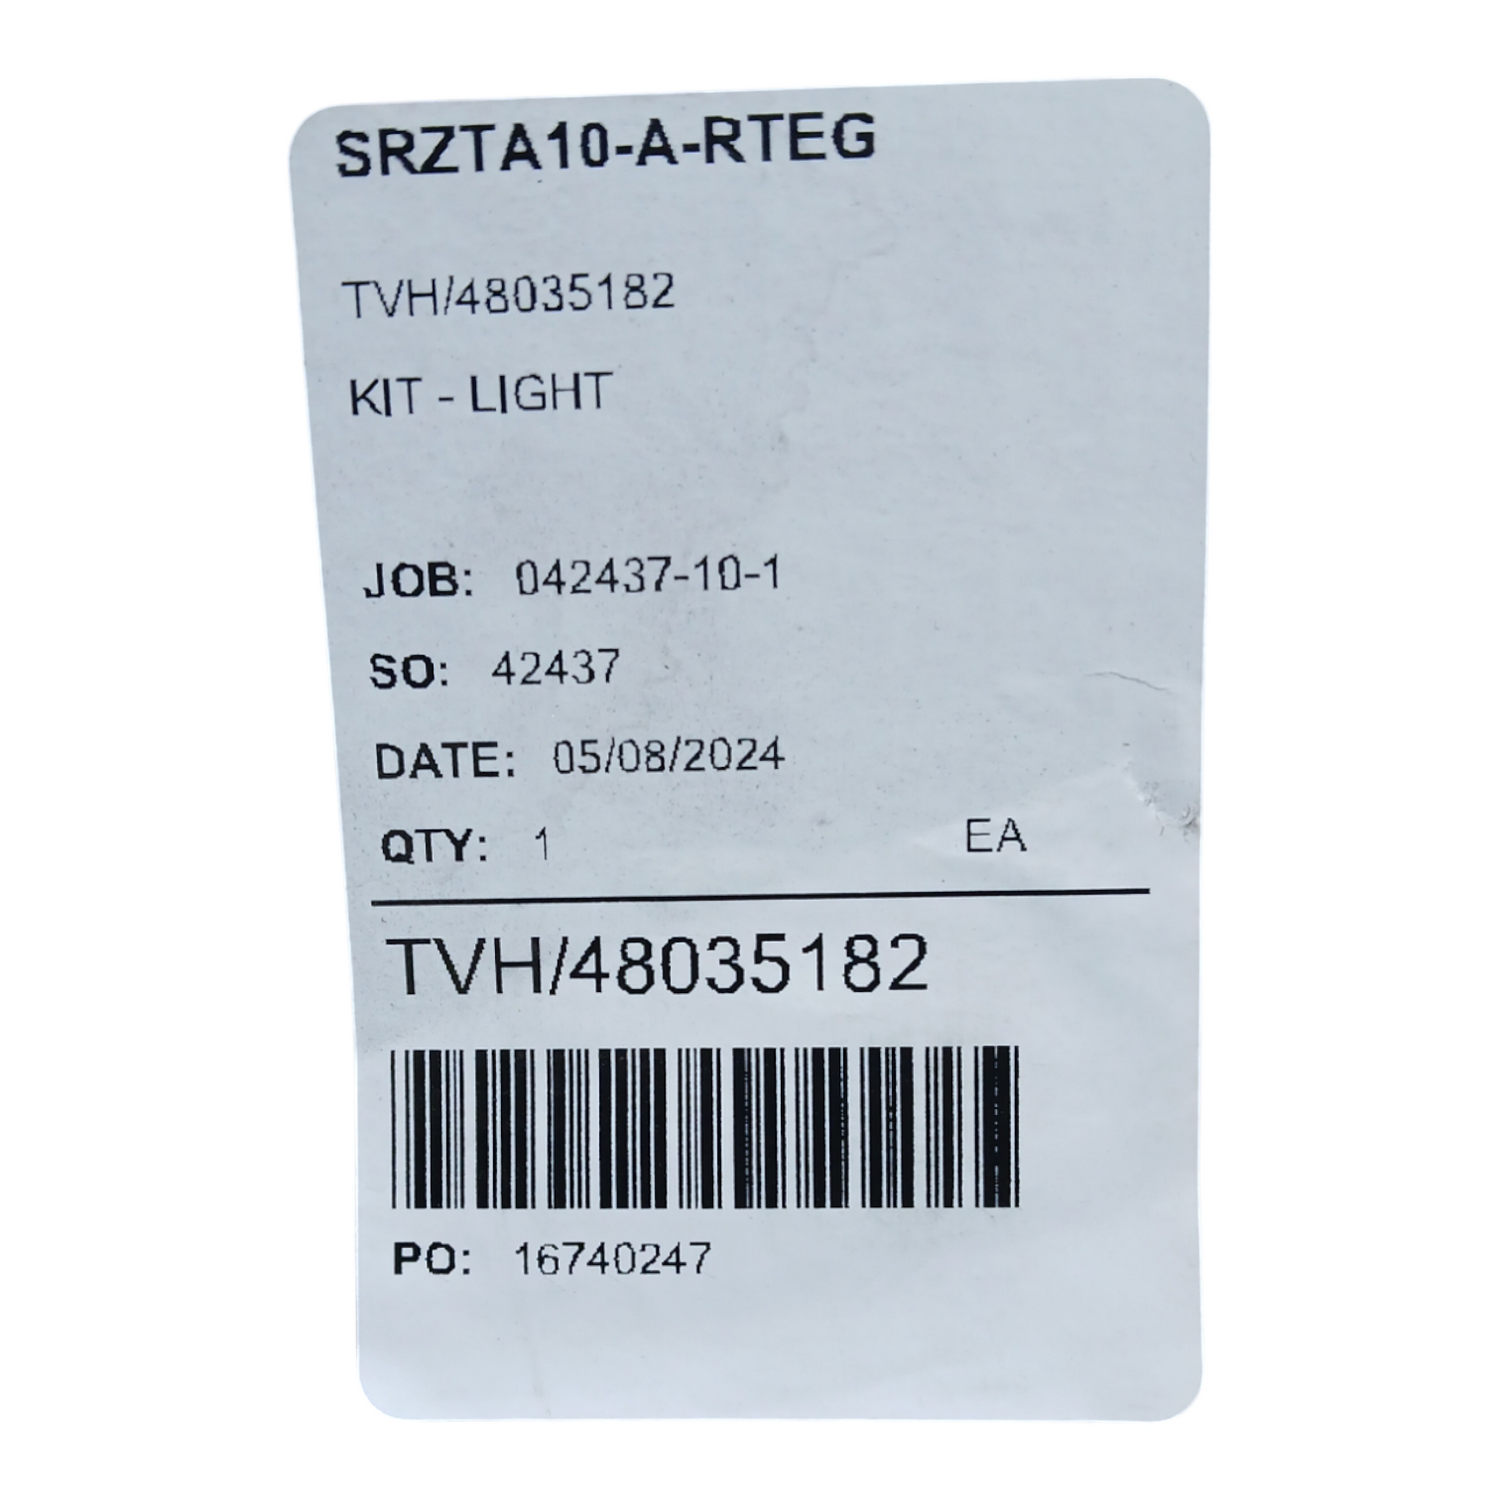 SRZTA10-A-RTEG
TVH/48035182
KIT - LIGHT
JOB: 042437-10-1
SO: 42437
DATE: 05/08/2024
QTY: 1 EA
TVH/48035182
PO: 16740247